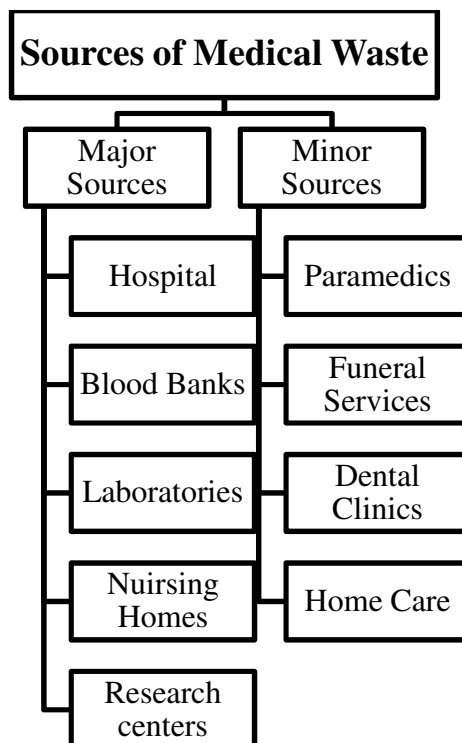 Sources of Medical Waste
Major
Sources
Minor
Sources
Hospital
Blood Banks
Laboratories
Nuirsing
Homes
Research
centers
Paramedics
Funeral
Services
Dental
Clinics
Home Care